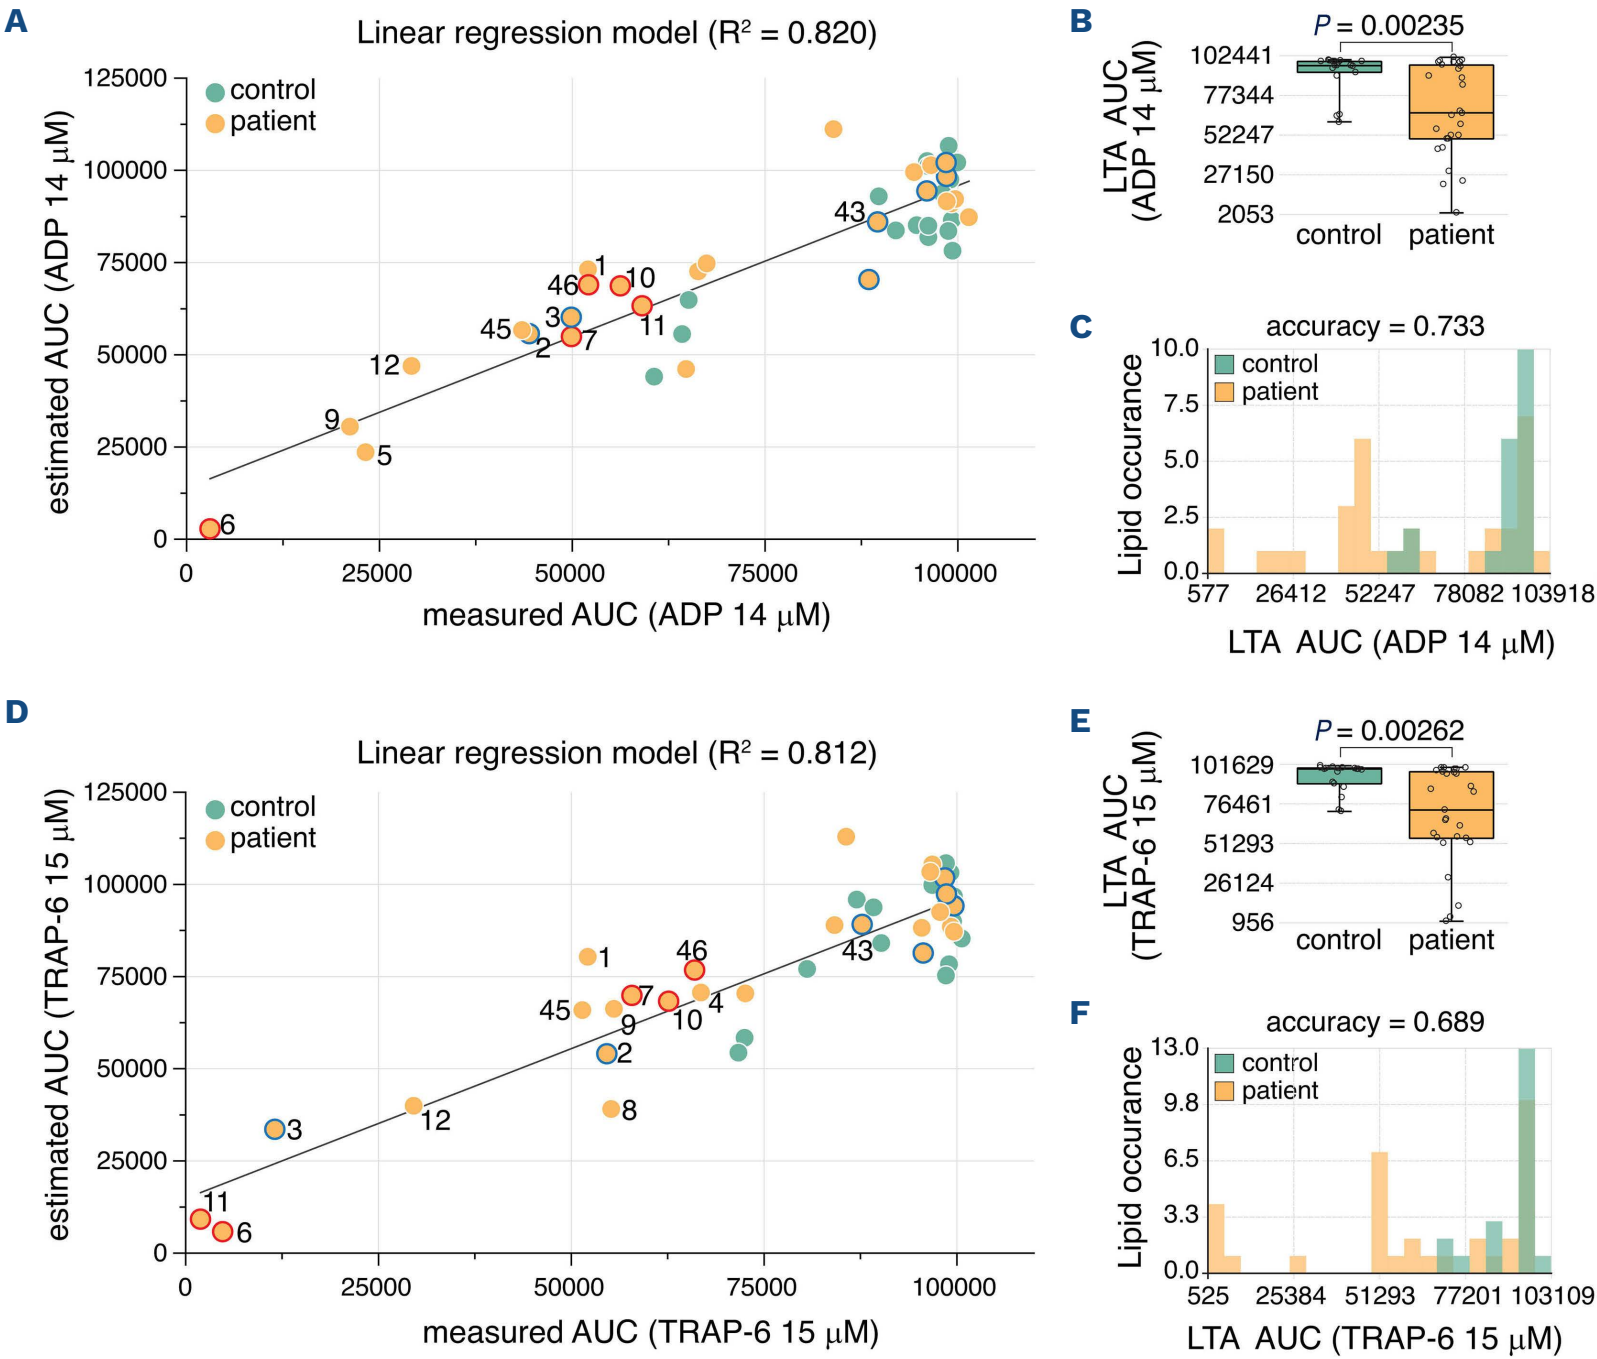 A
Linear regression model (R² = 0.820)
control
patient
125000
100000
75000
50000
25000
0
estimated AUC (ADP 14 μM)
43
1
46
10
3
11
45
2
7
12
9
5
6
0
25000
50000
75000
100000
measured AUC (ADP 14 μM)
B
P = 0.00235
LTA AUC
(ADP 14 μM)
102441
77344
52247
27150
2053
control
patient
C
accuracy = 0.733
control
patient
Lipid occurance
10.0
7.5
5.0
2.5
0.0
577
26412
52247
78082
103918
LTA AUC (ADP 14 μM)
D
Linear regression model (R² = 0.812)
control
patient
125000
100000
75000
50000
25000
0
estimated AUC (TRAP-6 15 μM)
43
1
46
7
4
45
9
10
2
8
12
3
11
6
0
25000
50000
75000
100000
measured AUC (TRAP-6 15 μM)
E
P = 0.00262
LTA AUC
(TRAP-6 15 μM)
101629
76461
51293
26124
956
control
patient
F
accuracy = 0.689
control
patient
Lipid occurance
13.0
9.8
6.5
3.3
0.0
525
25384
51293
77201
103109
LTA AUC (TRAP-6 15 μM)